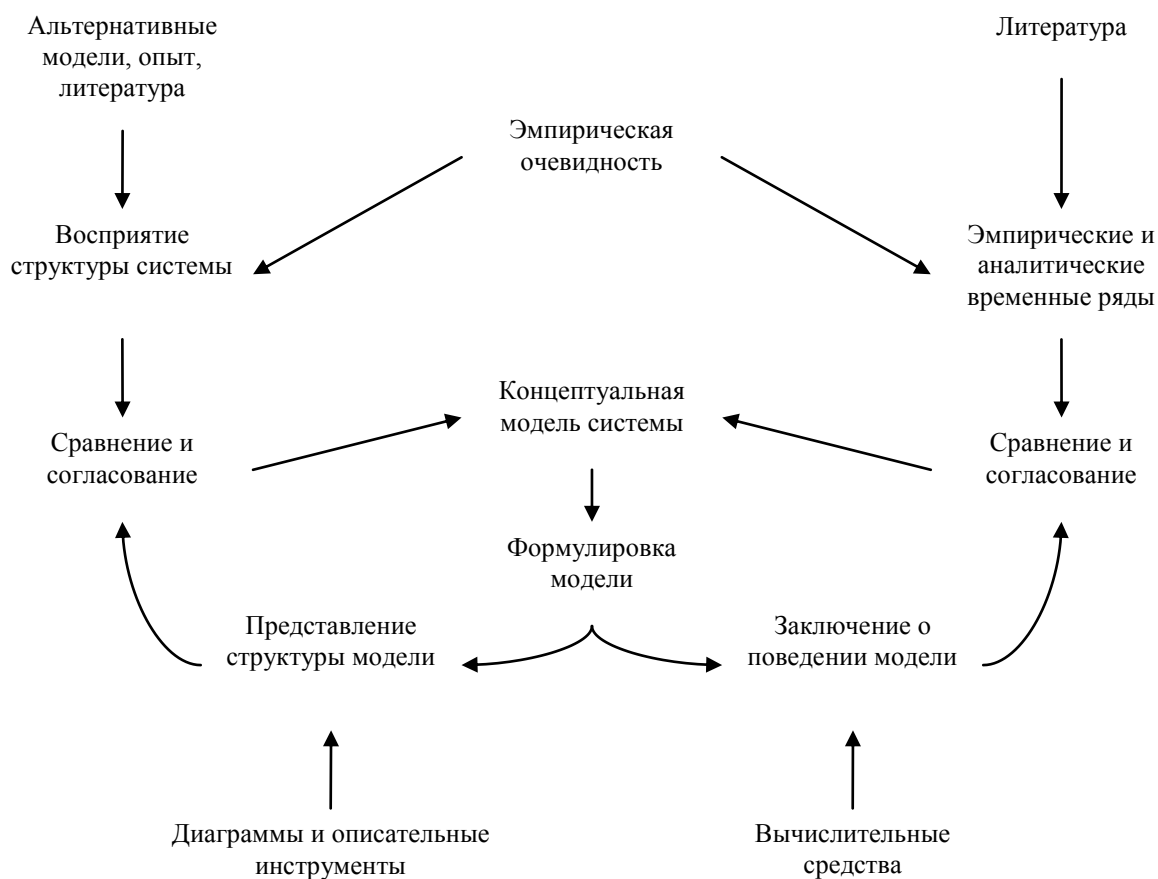 Альтернативные
модели, опыт,
литература
Литература
Эмпирическая
очевидность
Восприятие
структуры системы
Эмпирические и
аналитические
временные ряды
Концептуальная
модель системы
Сравнение и
согласование
Сравнение и
согласование
Формулировка
модели
Представление
структуры модели
Заключение о
поведении модели
Диаграммы и описательные
инструменты
Вычислительные
средства